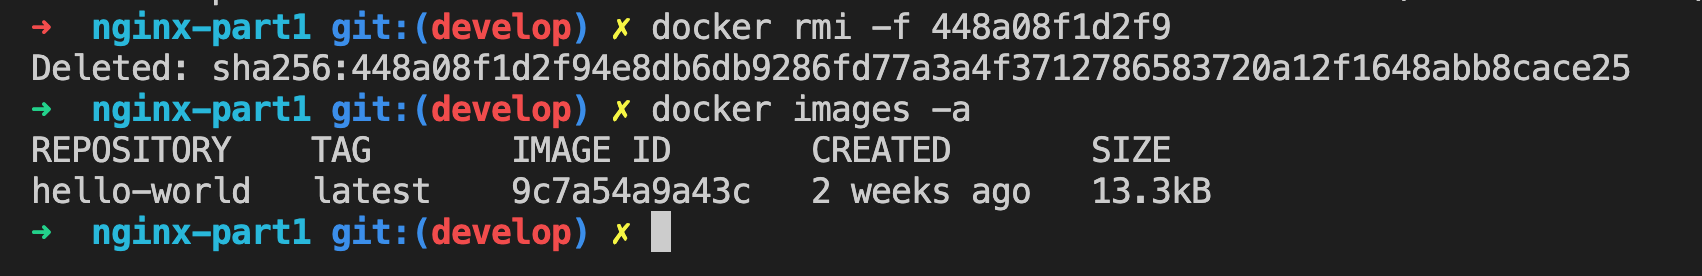 ➜ nginx-part1 git:(develop) ✗ docker rmi -f 448a08f1d2f9
Deleted: sha256:448a08f1d2f94e8db6db9286fd77a3a4f3712786583720a12f1648abb8cace25
➜ nginx-part1 git:(develop) ✗ docker images -a
REPOSITORY TAG IMAGE ID CREATED SIZE
hello-world latest 9c7a54a9a43c 2 weeks ago 13.3kB
➜ nginx-part1 git:(develop) ✗